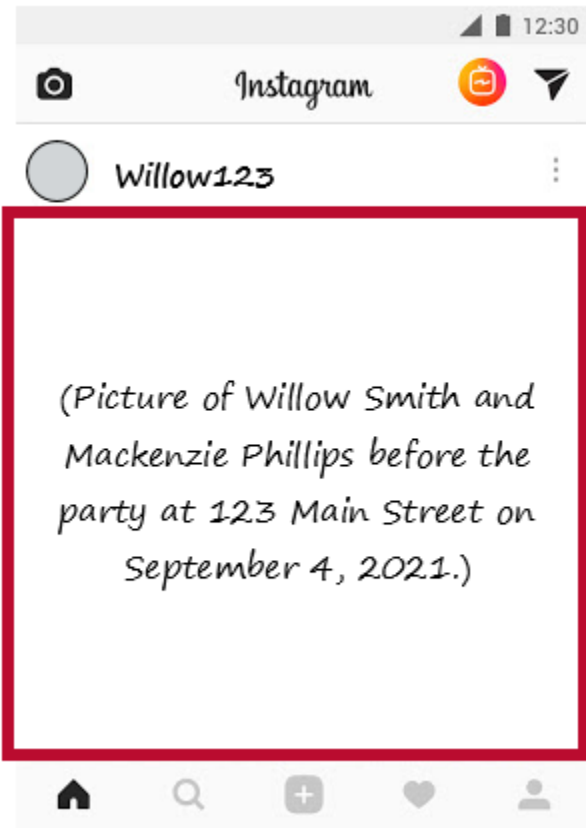 12:30
Instagram
Willow123
(Picture of Willow Smith and
Mackenzie Phillips before the
party at 123 Main Street on
September 4, 2021.)